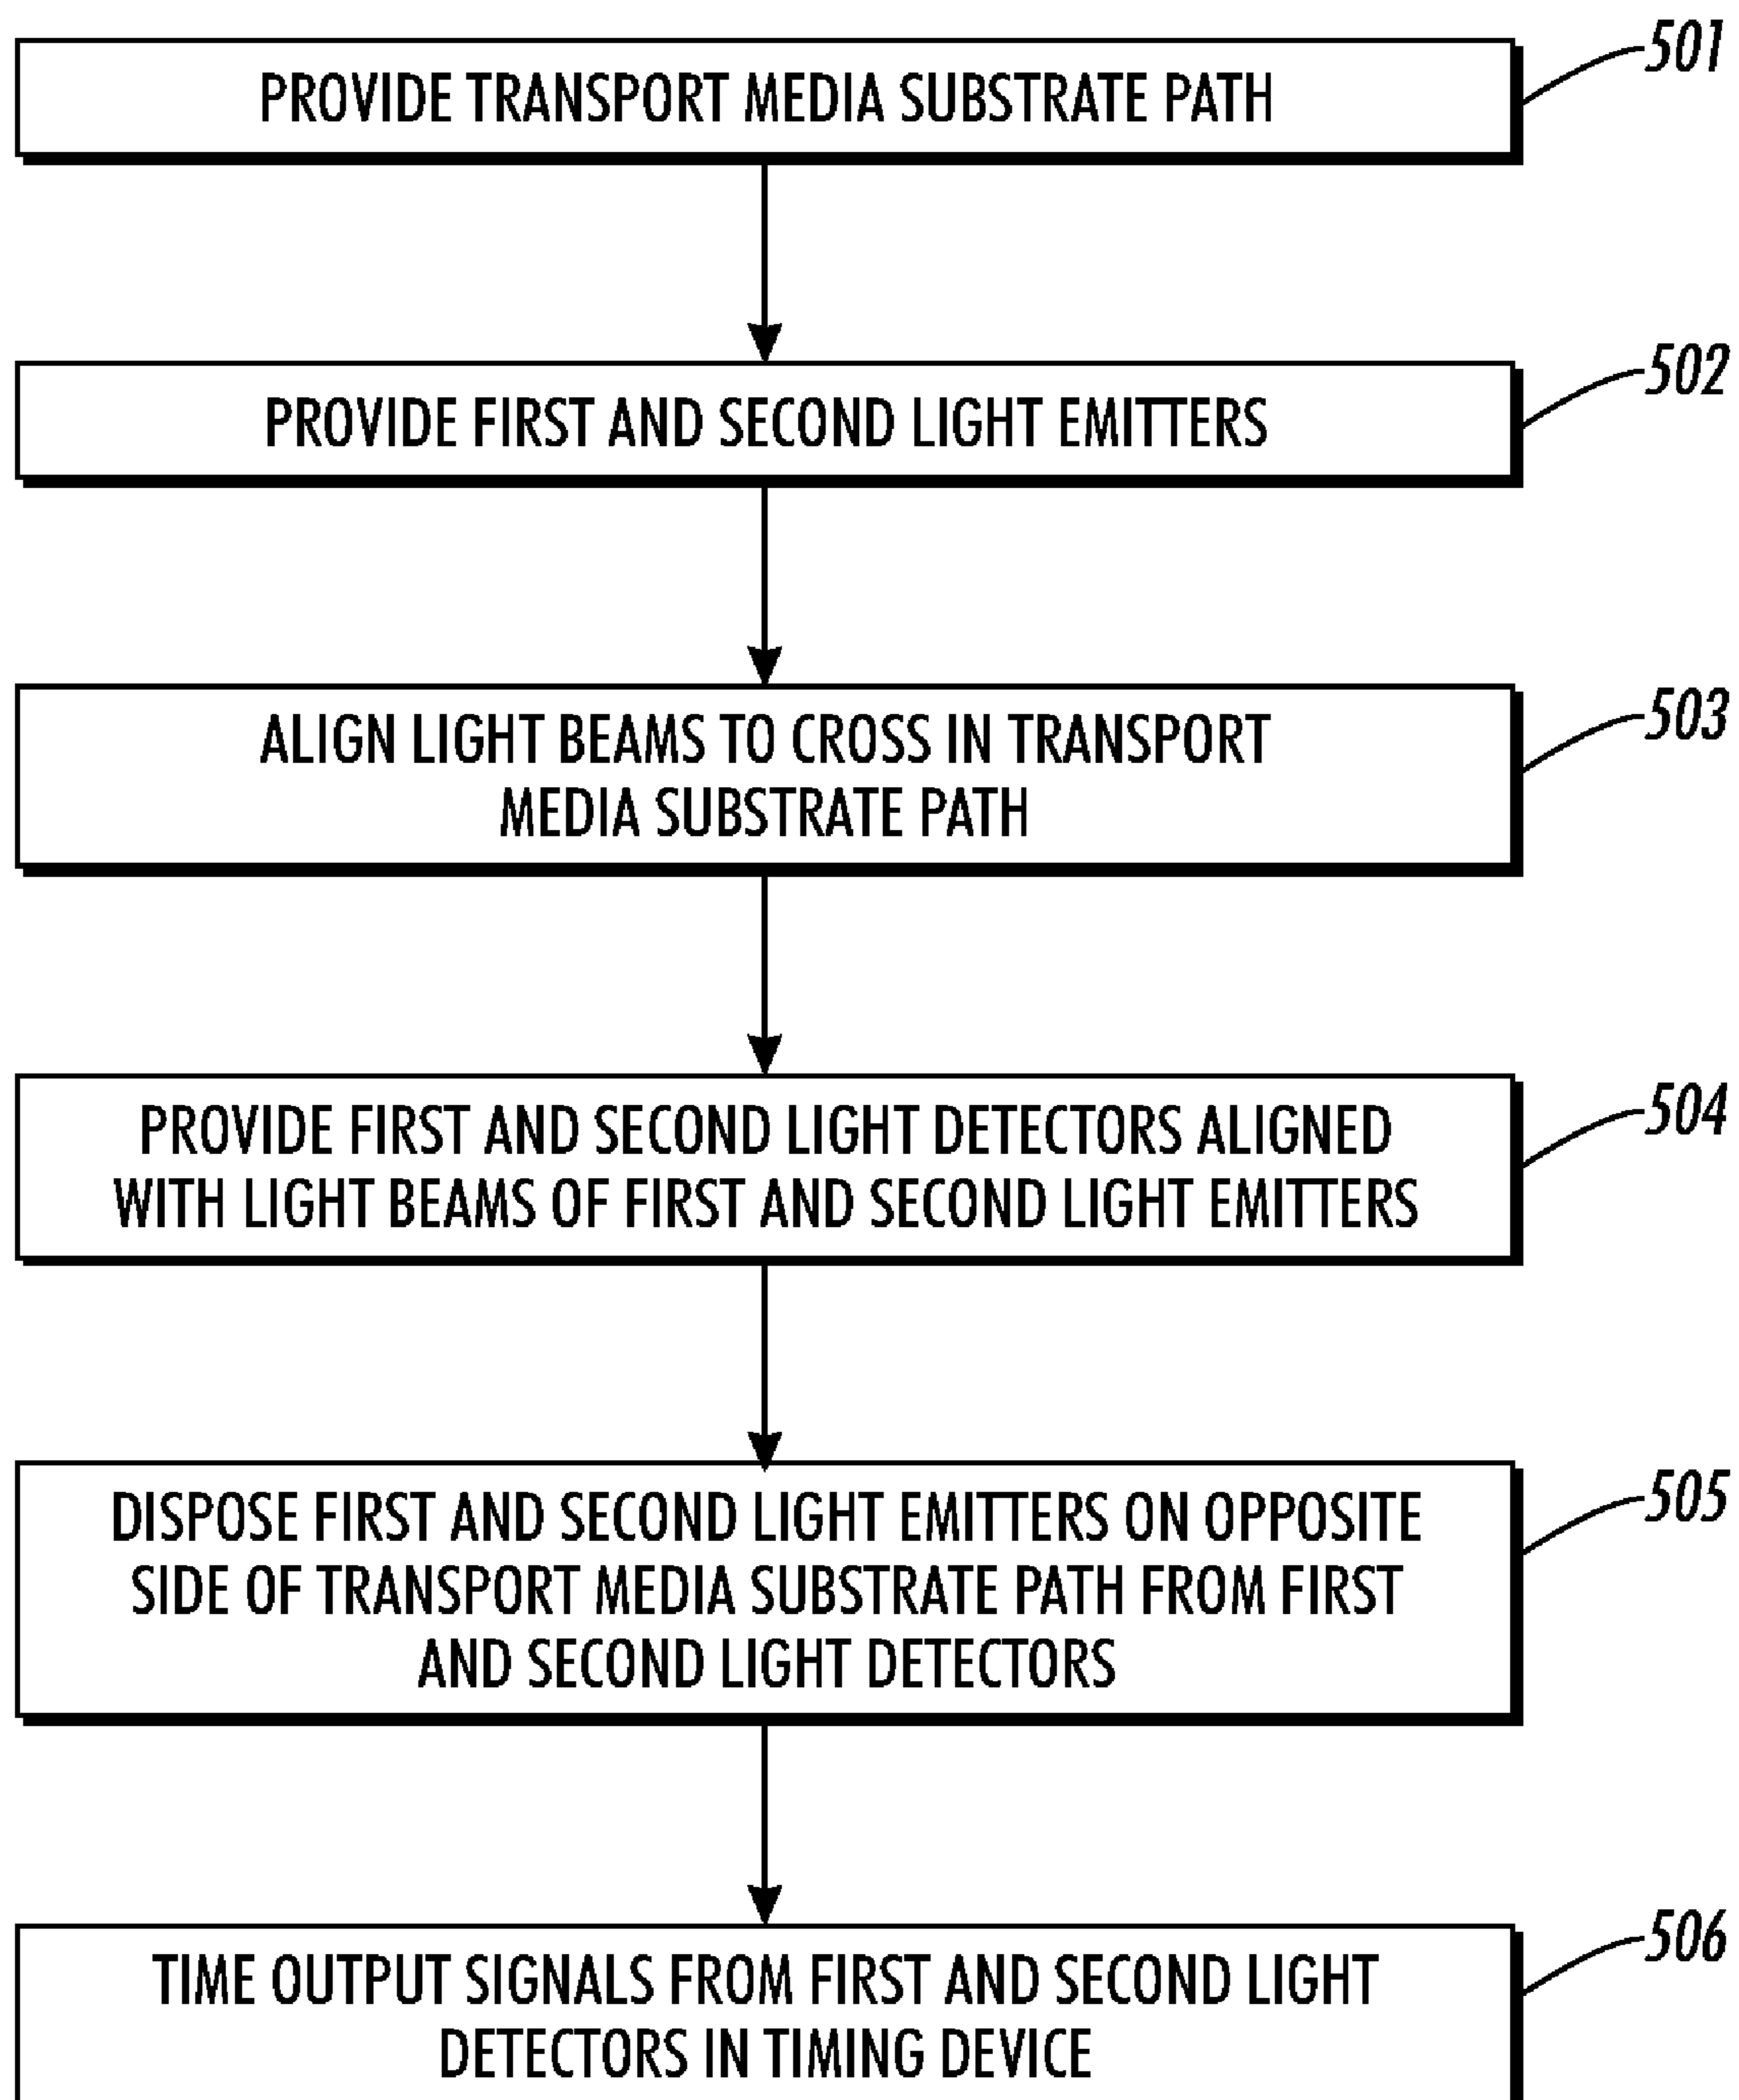 501
PROVIDE TRANSPORT MEDIA SUBSTRATE PATH
502
PROVIDE FIRST AND SECOND LIGHT EMITTERS
503
ALIGN LIGHT BEAMS TO CROSS IN TRANSPORT
MEDIA SUBSTRATE PATH
504
PROVIDE FIRST AND SECOND LIGHT DETECTORS ALIGNED
WITH LIGHT BEAMS OF FIRST AND SECOND LIGHT EMITTERS
505
DISPOSE FIRST AND SECOND LIGHT EMITTERS ON OPPOSITE
SIDE OF TRANSPORT MEDIA SUBSTRATE PATH FROM FIRST
AND SECOND LIGHT DETECTORS
506
TIME OUTPUT SIGNALS FROM FIRST AND SECOND LIGHT
DETECTORS IN TIMING DEVICE